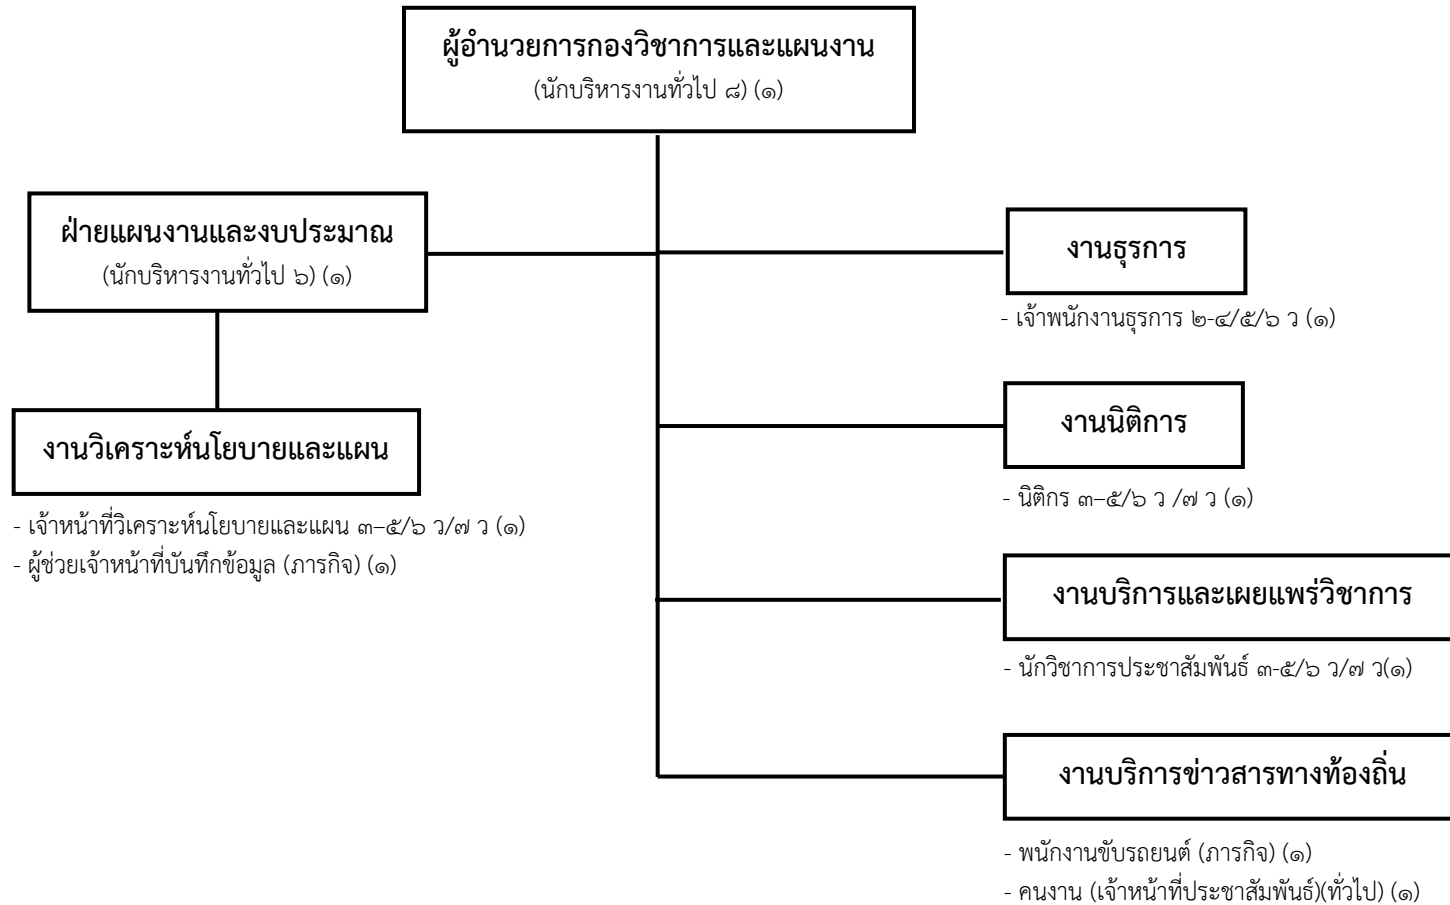 ผู้อำนวยการกองวิชาการและแผนงาน
(นักบริหารงานทั่วไป ๘) (๑)
ฝ่ายแผนงานและงบประมาณ
(นักบริหารงานทั่วไป ๖) (๑)
งานวิเคราะห์นโยบายและแผน
- เจ้าหน้าที่วิเคราะห์นโยบายและแผน ๓–๕/๖ ว/๗ ว (๑)
- ผู้ช่วยเจ้าหน้าที่บันทึกข้อมูล (ภารกิจ) (๑)
งานธุรการ
- เจ้าพนักงานธุรการ ๒-๔/๕/๖ ว (๑)
งานนิติการ
- นิติกร ๓–๕/๖ ว /๗ ว (๑)
งานบริการและเผยแพร่วิชาการ
- นักวิชาการประชาสัมพันธ์ ๓-๕/๖ ว/๗ ว(๑)
งานบริการข่าวสารทางท้องถิ่น
- พนักงานขับรถยนต์ (ภารกิจ) (๑)
- คนงาน (เจ้าหน้าที่ประชาสัมพันธ์)(ทั่วไป) (๑)